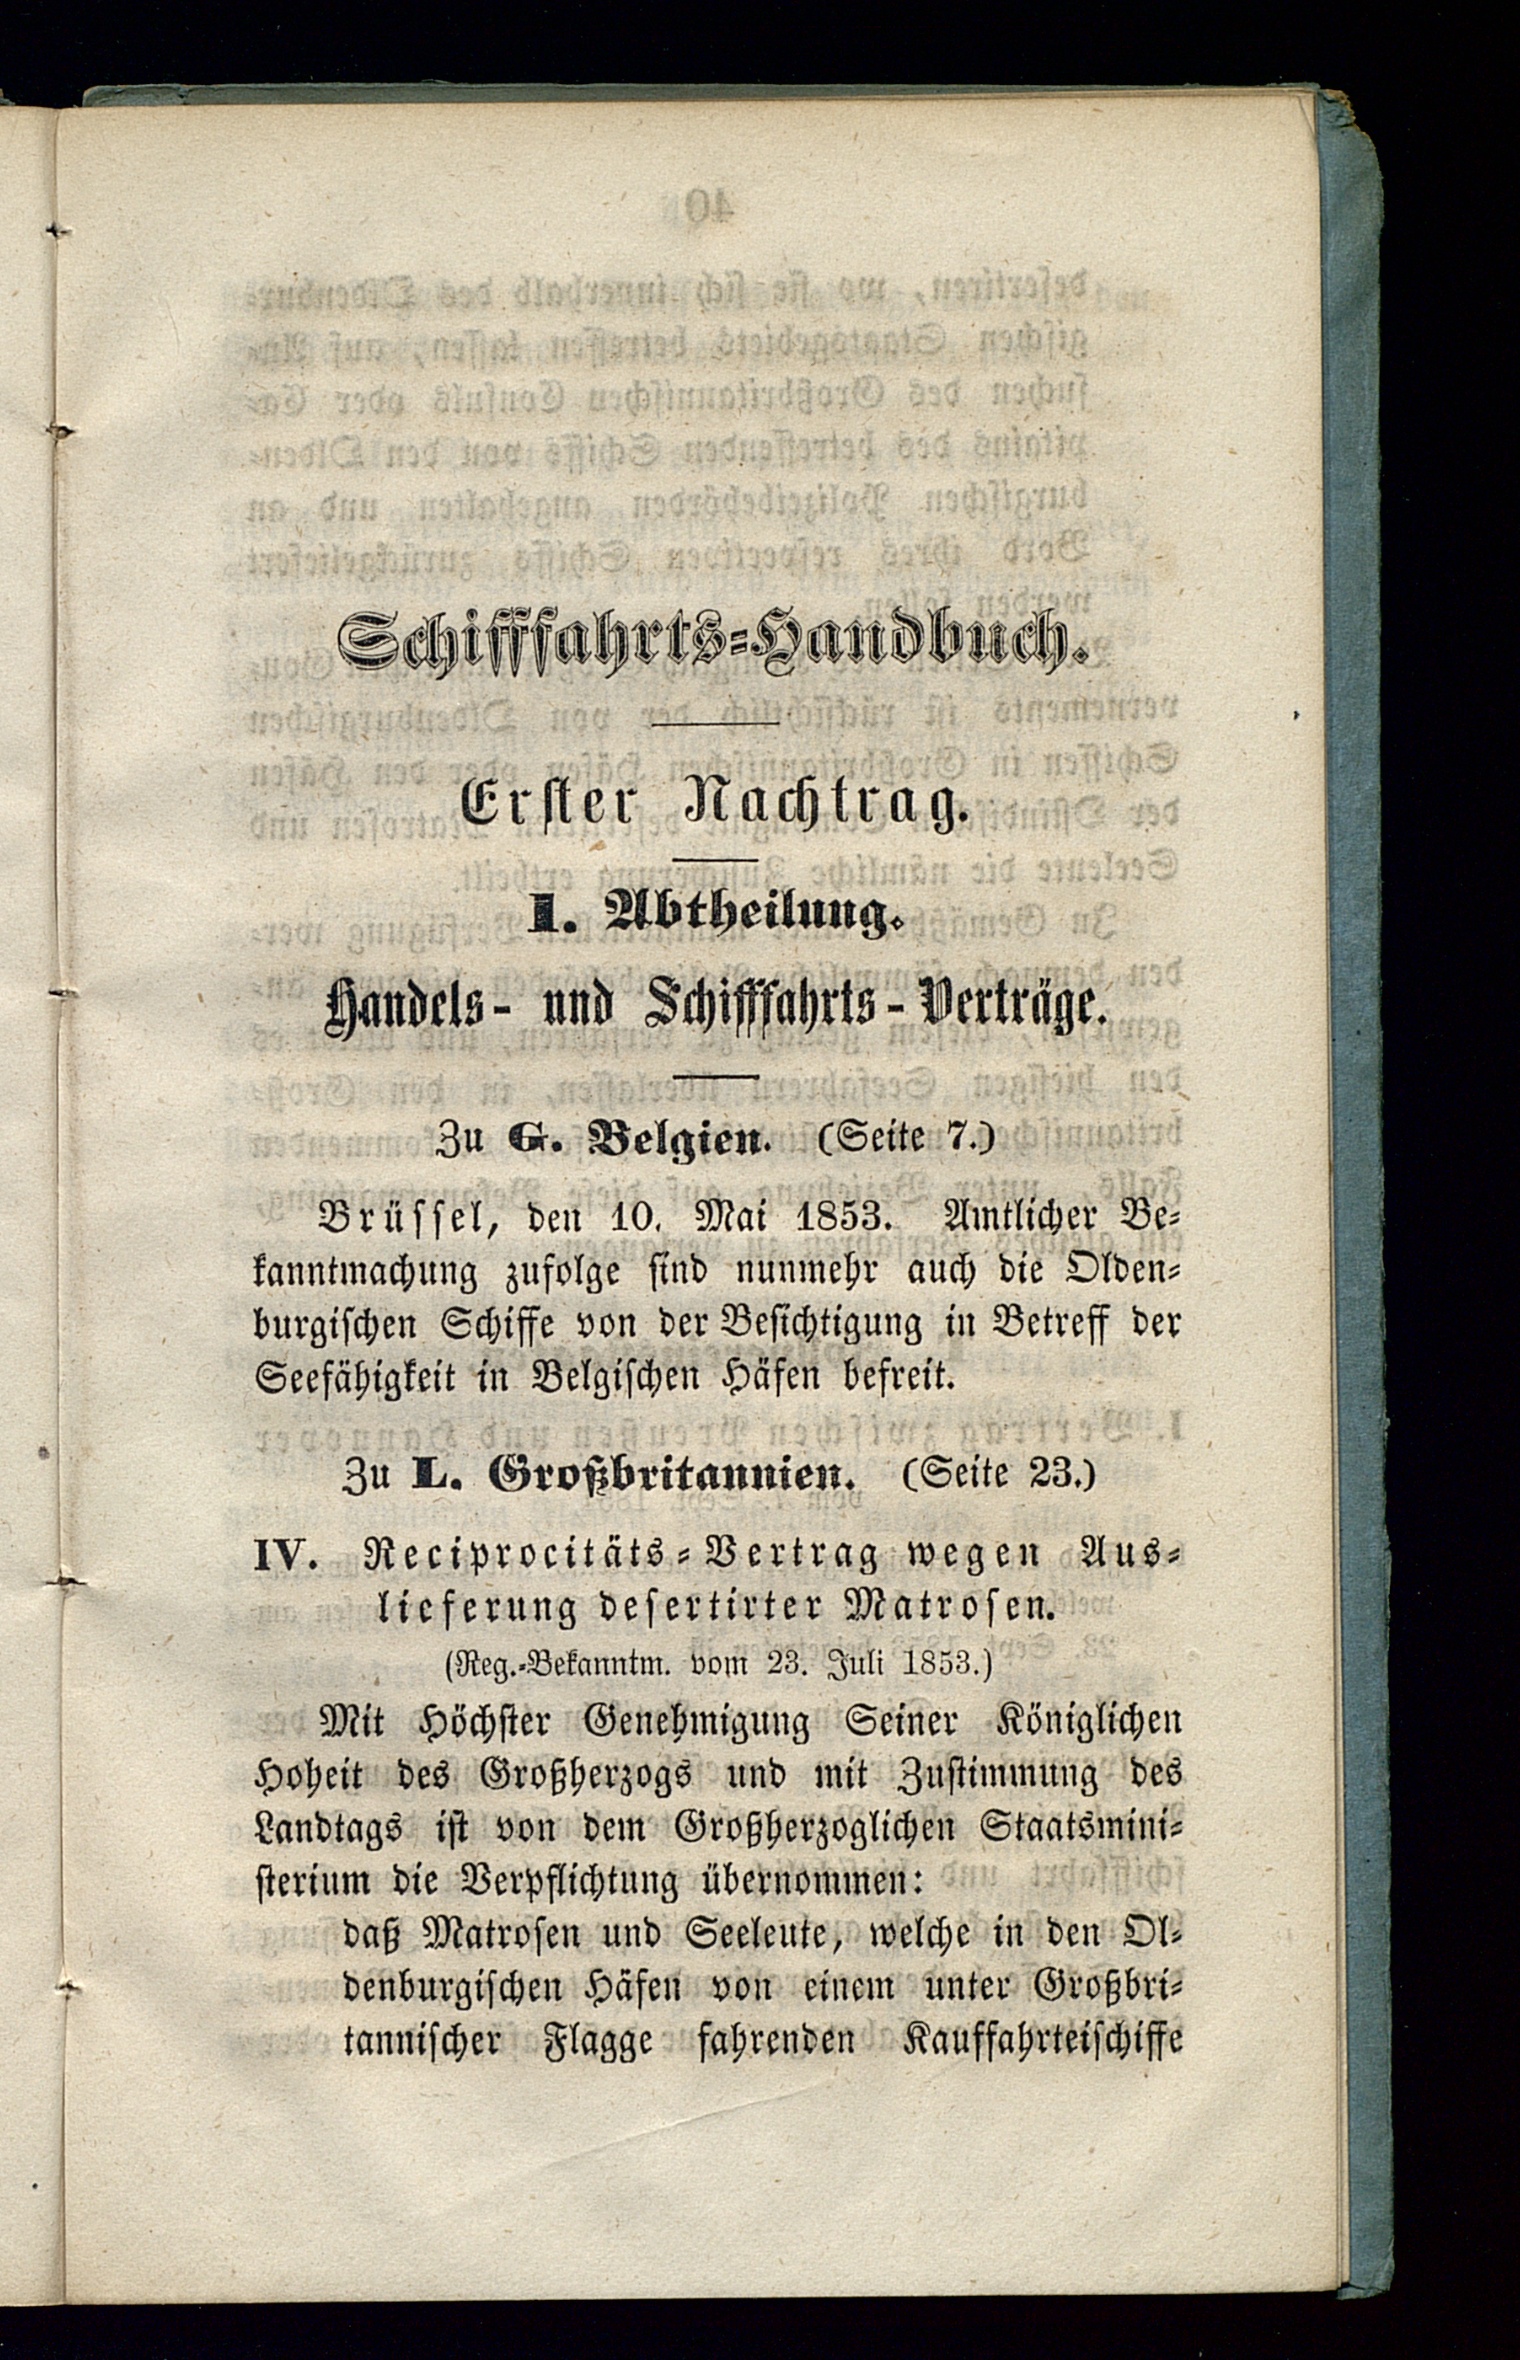 Schifffahrts-Handbuch.
Erster Nachtrag.
I. Abtheilung.
Handels- und Schifffahrts-Verträge.
Zu G. Belgien. (Seite 7.)
Brüssel, den 10. Mai 1853. Amtlicher Be-
kanntmachung zufolge sind nunmehr auch die Olden-
burgischen Schiffe von der Besichtigung in Betreff der
Seefähigkeit in Belgischen Häfen befreit.
Zu L. Großbritannien. (Seite 23.)
IV. Reciprocitäts-Vertrag wegen Aus-
lieferung desertirter Matrosen.
(Reg.-Bekanntm. vom 23. Juli 1853.)
Mit Höchster Genehmigung Seiner Königlichen
Hoheit des Großherzogs und mit Zustimmung des
Landtags ist von dem Großherzoglichen Staatsmini-
sterium die Verpflichtung übernommen:
daß Matrosen und Seeleute, welche in den Ol-
denburgischen Häfen von einem unter Großbri-
tannischer Flagge fahrenden Kauffahrteischiffe